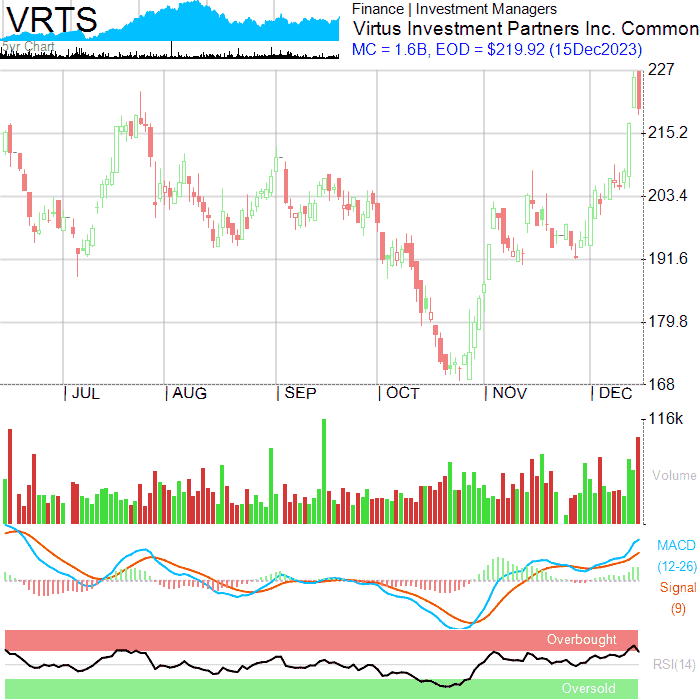 VRTS
5yr Chart
Finance | Investment Managers
Virtus Investment Partners Inc. Common
MC = 1.6B, EOD = $219.92 (15Dec2023)
227
215.2
203.4
191.6
179.8
168
JUL AUG SEP OCT NOV DEC
116k
Volume
MACD
(12-26)
Signal
(9)
Overbought
RSI(14)
Oversold